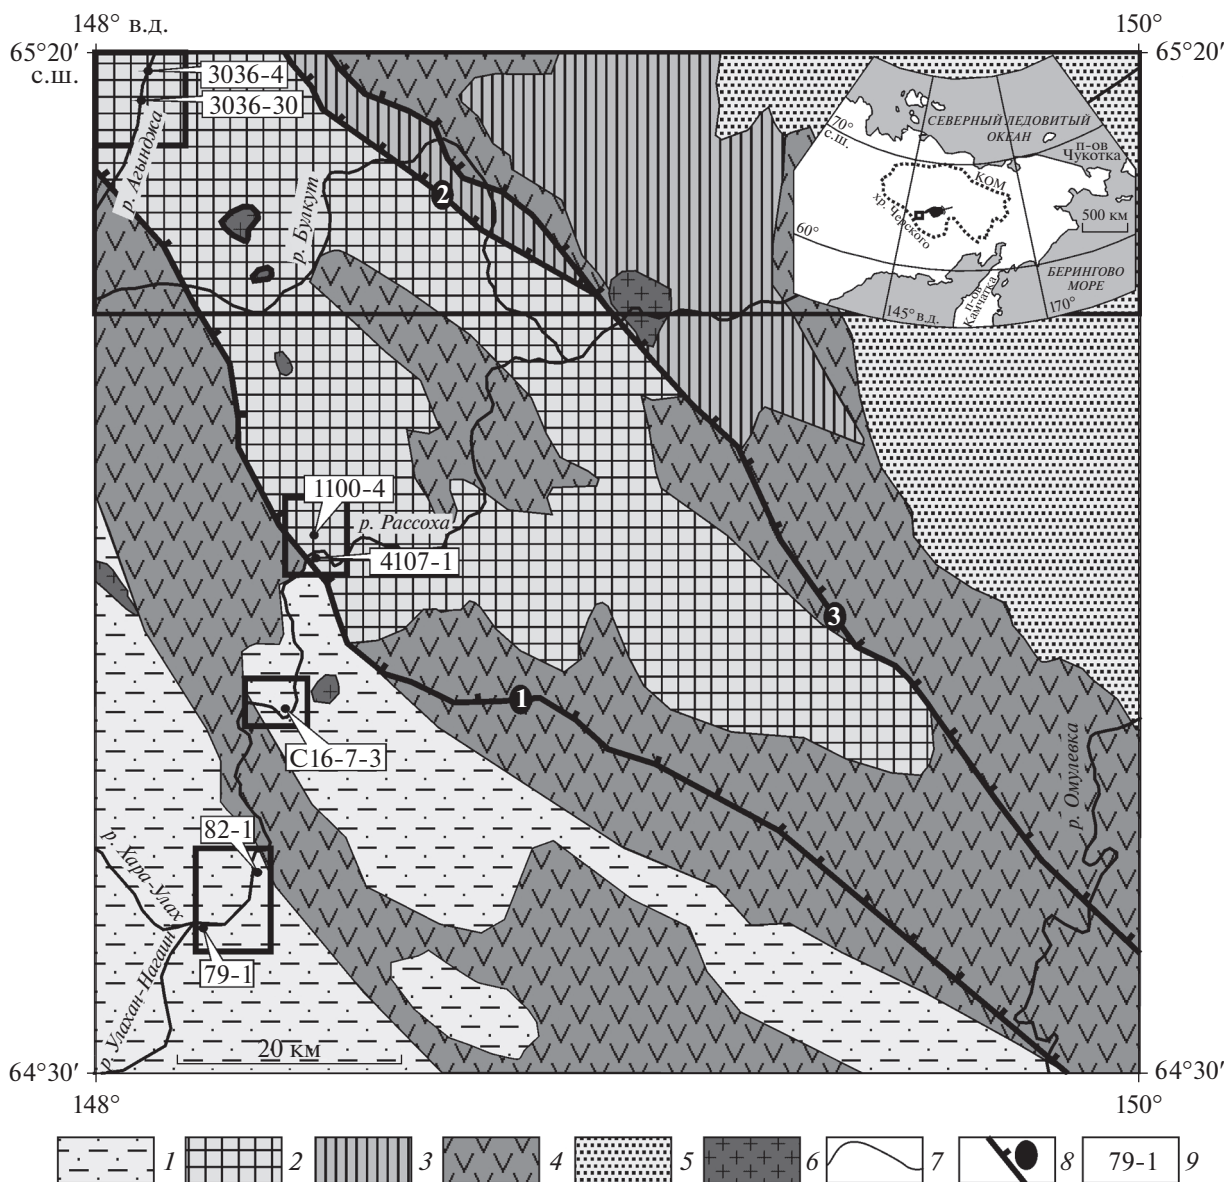 148° в.д.
150°
65°20′
с.ш.
65°20′
3036-4
3036-30
р. Агынджа
р. Булкут
СЕВЕРНЫЙ ЛЕДОВИТЫЙ
ОКЕАН
70°
с.ш.
п-ов
Чукотка
КОМ
хр. Черского
500 км
60°
БЕРИНГОВО
МОРЕ
п-ов
Камчатка
145° в.д.
170°
2
1100-4
р. Рассоха
4107-1
3
1
С16-7-3
р. Омулевка
82-1
р. Хара-Улах
79-1
р. Улахан-Нагаин
20 км
64°30′
64°30′
148°
150°
1
2
3
4
5
6
7
8
79-1
9